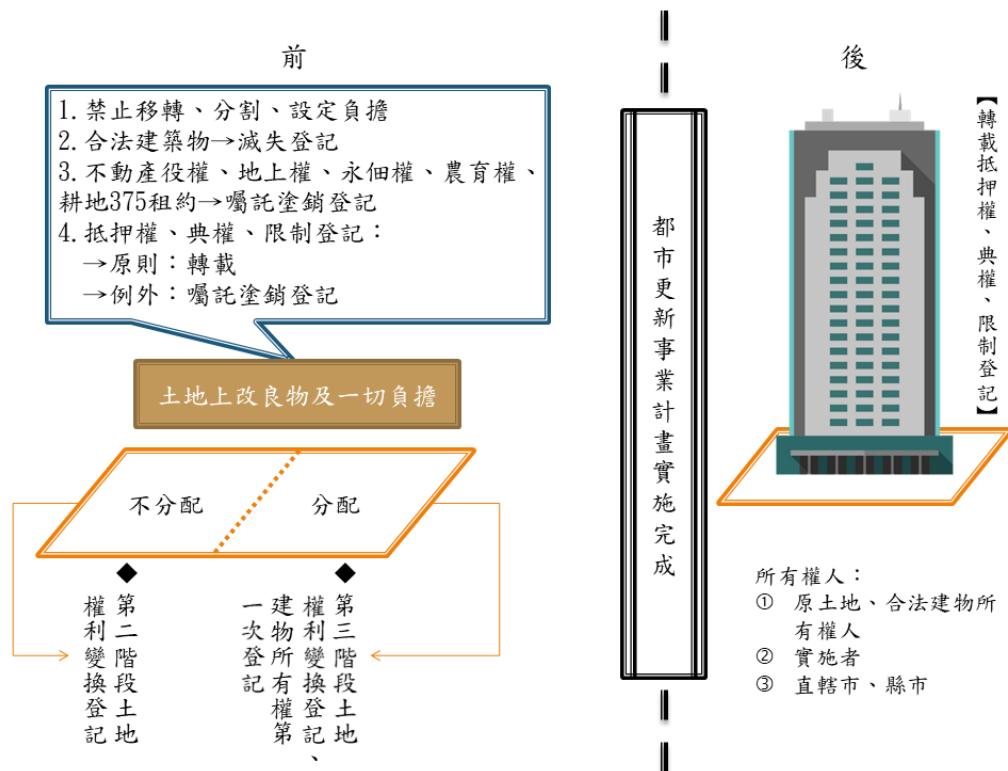 前
1. 禁止移轉、分割、設定負擔
2. 合法建築物→滅失登記
3. 不動產役權、地上權、永佃權、農育權、
耕地375租約→囑託塗銷登記
4. 抵押權、典權、限制登記：
→原則：轉載
→例外：囑託塗銷登記
土地上改良物及一切負擔
不分配
分配
◆第二階段土地
權利變換登記
◆第三階段土地
權利變換登記、
建物所有權第
一次登記
都市更新事業計畫實施完成
後
【轉載抵押權、典權、限制登記】
所有權人：
① 原土地、合法建物所
有權人
② 實施者
③ 直轄市、縣市